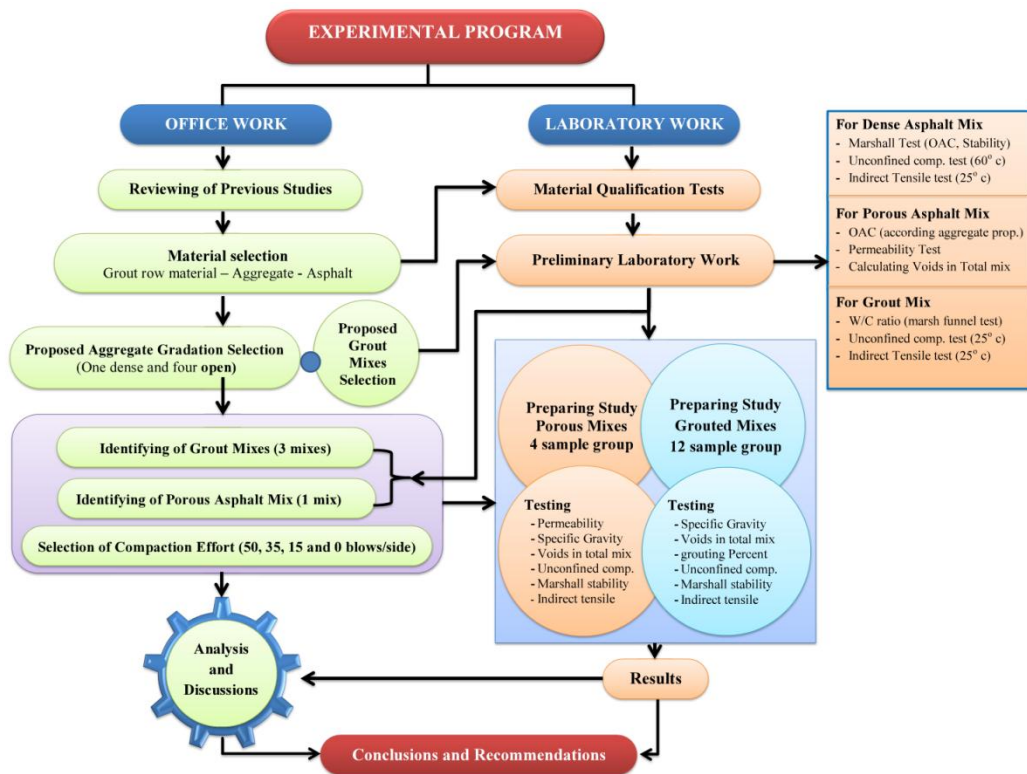 EXPERIMENTAL PROGRAM
OFFICE WORK
LABORATORY WORK
Reviewing of Previous Studies
Material selection
Grout row material – Aggregate - Asphalt
Proposed Aggregate Gradation Selection
(One dense and four open)
Proposed
Grout
Mixes
Selection
Identifying of Grout Mixes (3 mixes)
Identifying of Porous Asphalt Mix (1 mix)
Selection of Compaction Effort (50, 35, 15 and 0 blows/side)
Analysis
and
Discussions
Material Qualification Tests
Preliminary Laboratory Work
For Dense Asphalt Mix
- Marshall Test (OAC, Stability)
- Unconfined comp. test (60° c)
- Indirect Tensile test (25° c)
For Porous Asphalt Mix
- OAC (according aggregate prop.)
- Permeability Test
- Calculating Voids in Total mix
For Grout Mix
- W/C ratio (marsh funnel test)
- Unconfined comp. test (25° c)
- Indirect Tensile test (25° c)
Preparing Study
Porous Mixes
4 sample group
Preparing Study
Grouted Mixes
12 sample group
Testing
- Permeability
- Specific Gravity
- Voids in total mix
- Unconfined comp.
- Marshall stability
- Indirect tensile
Testing
- Specific Gravity
- Voids in total mix
- grouting Percent
- Unconfined comp.
- Marshall stability
- Indirect tensile
Results
Conclusions and Recommendations